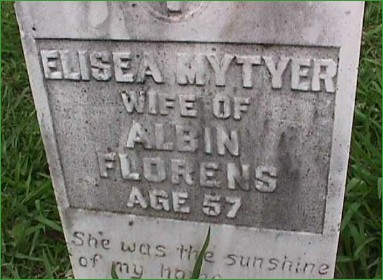 ELISEA MYTYER
WIFE OF
ALBIN
FLORENS
AGE 57
She was the sunshine
of my